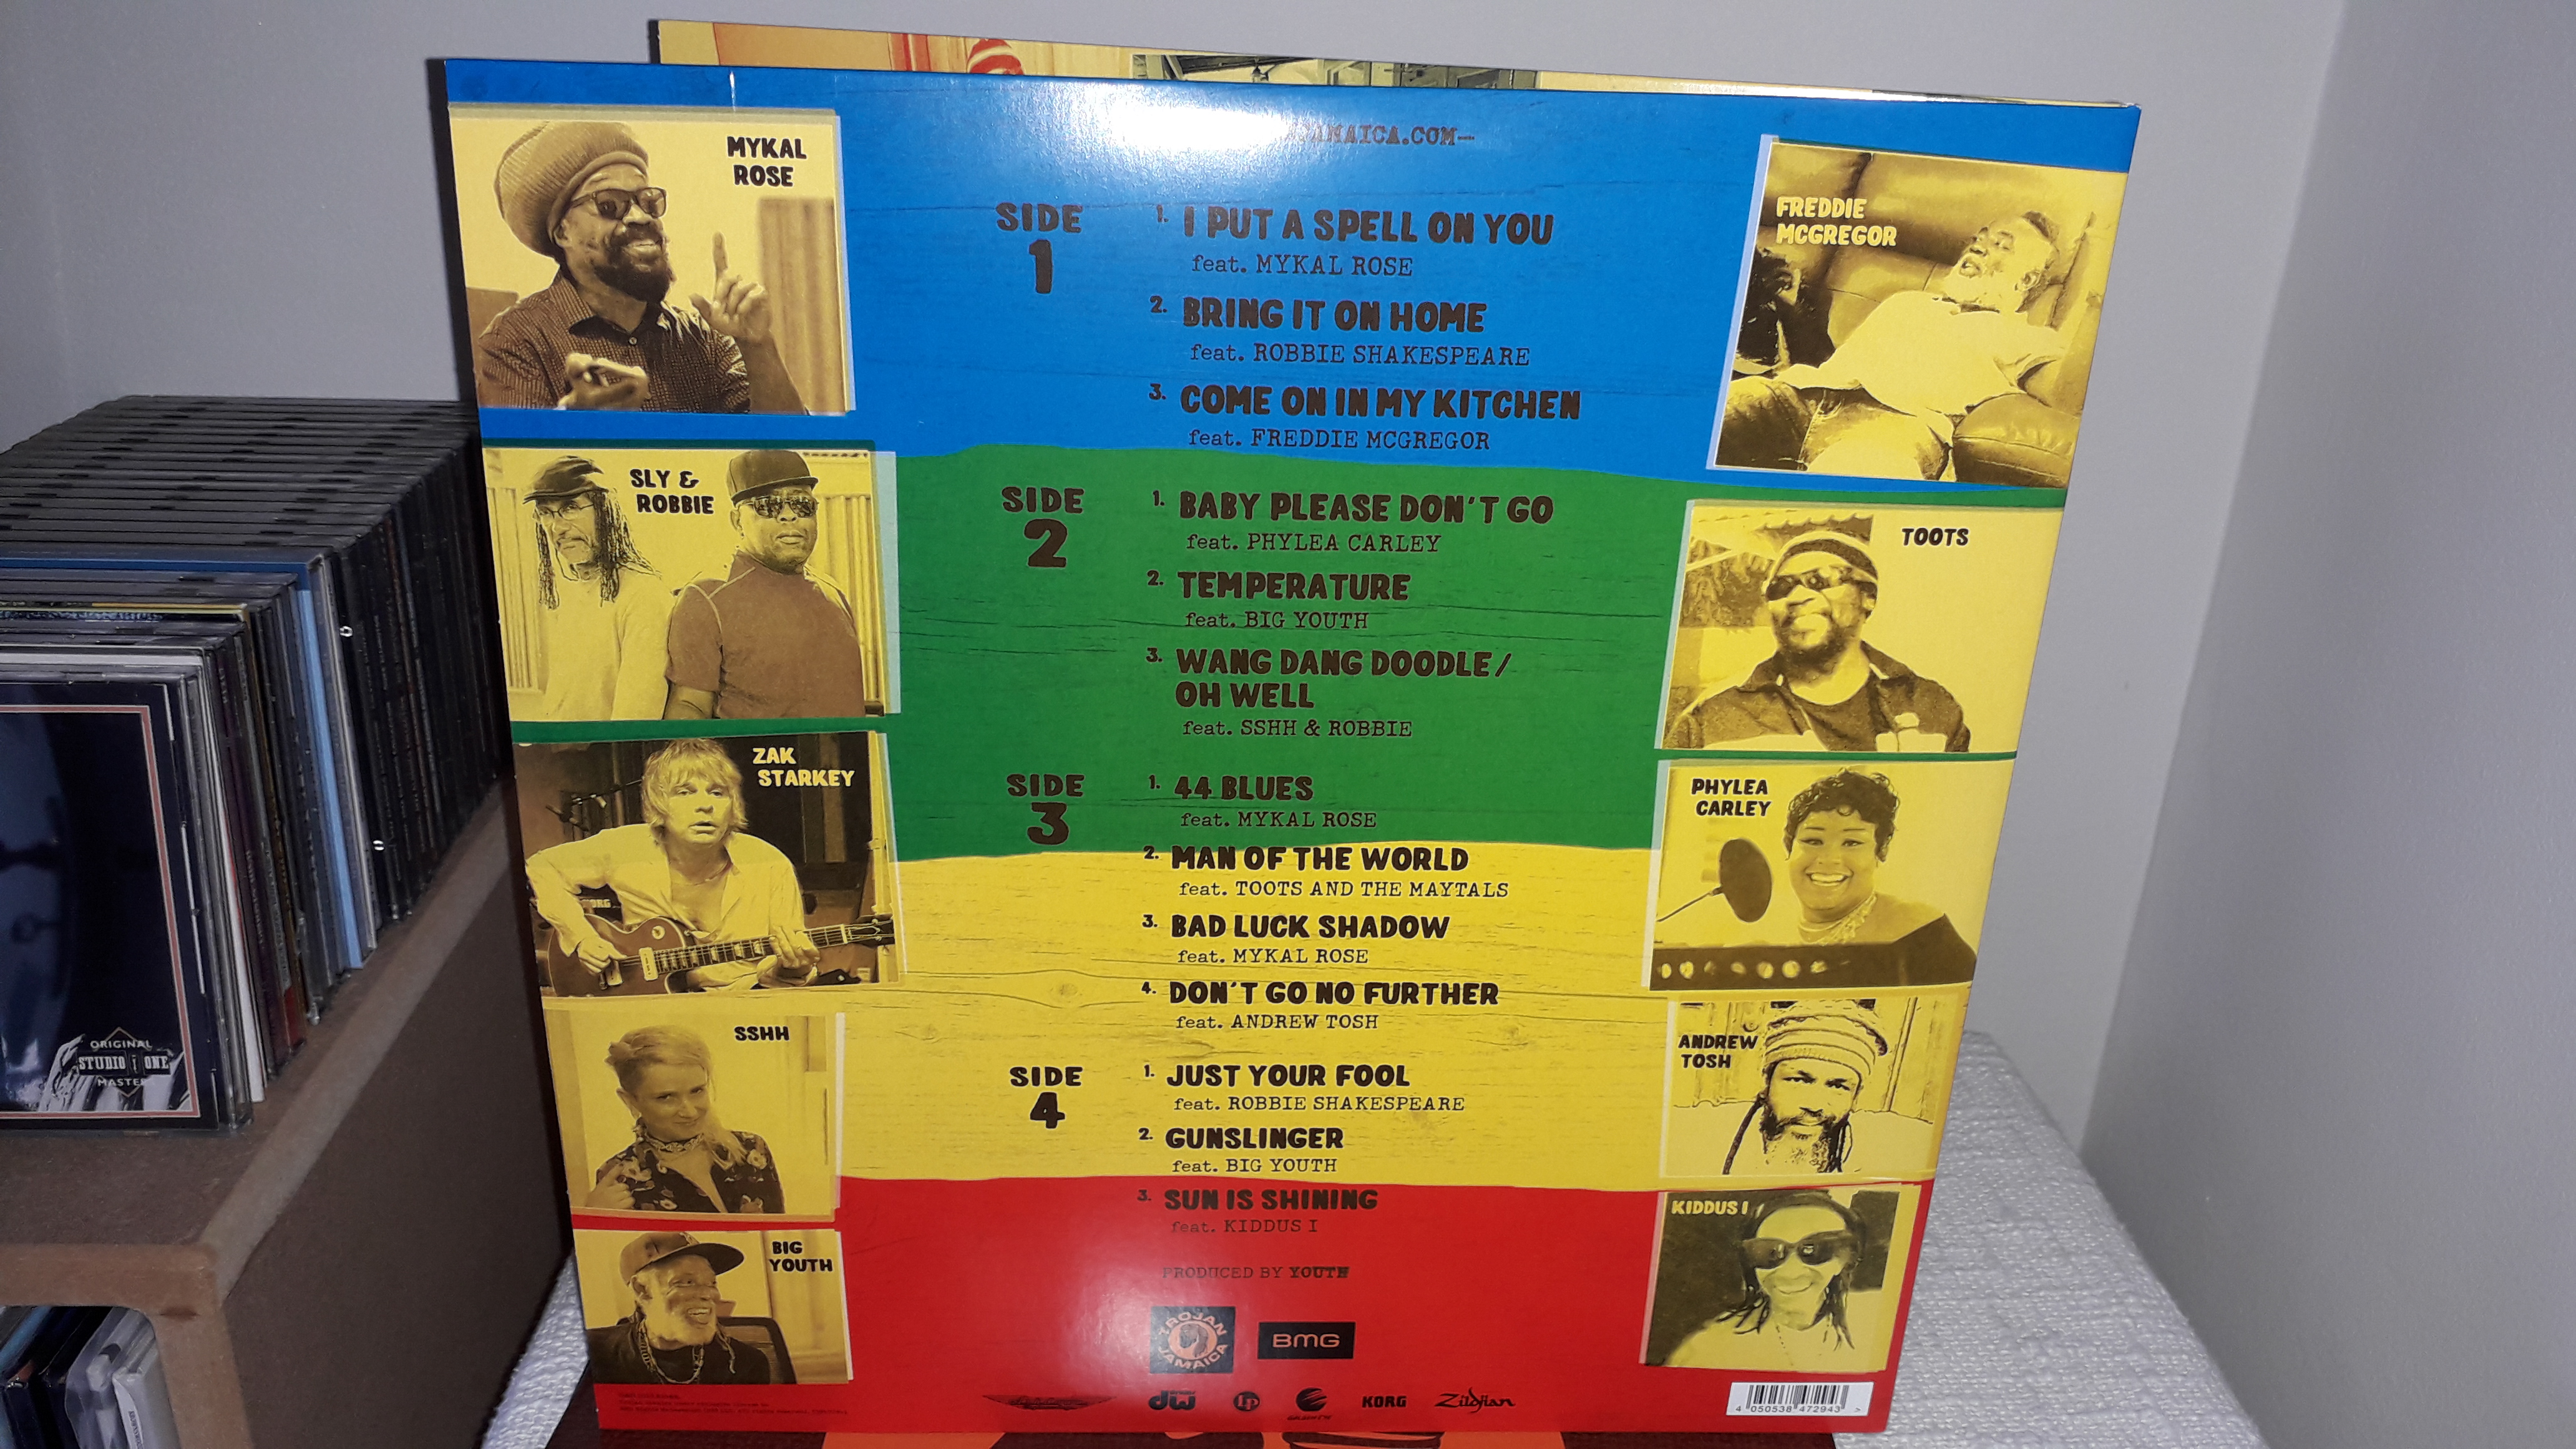 JAMAICA.COM
MYKAL
ROSE
SLY &
ROBBIE
ZAK
STARKEY
KORG
SSHH
BIG
YOUTH
SIDE
1
1. I PUT A SPELL ON YOU
feat. MYKAL ROSE
2. BRING IT ON HOME
feat. ROBBIE SHAKESPEARE
3. COME ON IN MY KITCHEN
feat. FREDDIE MCGREGOR
SIDE
2
1. BABY PLEASE DON'T GO
feat. PHYLEA CARLEY
2. TEMPERATURE
feat. BIG YOUTH
3. WANG DANG DOODLE/
OH WELL
feat. SSHH & ROBBIE
SIDE
3
1. 44 BLUES
feat. MYKAL ROSE
2. MAN OF THE WORLD
feat. TOOTS AND THE MAYTALS
3. BAD LUCK SHADOW
feat. MYKAL ROSE
4. DON'T GO NO FURTHER
feat. ANDREW TOSH
SIDE
4
1. JUST YOUR FOOL
feat. ROBBIE SHAKESPEARE
2. GUNSLINGER
feat. BIG YOUTH
3. SUN IS SHINING
feat. KIDDUS I
PRODUCED BY YOUTH
TROJAN
JAMAICA
BMG
dw
LP
KORG
Zildjian
FREDDIE
MCGREGOR
TOOTS
PHYLEA
CARLEY
ANDREW
TOSH
KIDDUS I
4 050538 472943 >
ORIGINAL
STUDIO ONE
MASTER